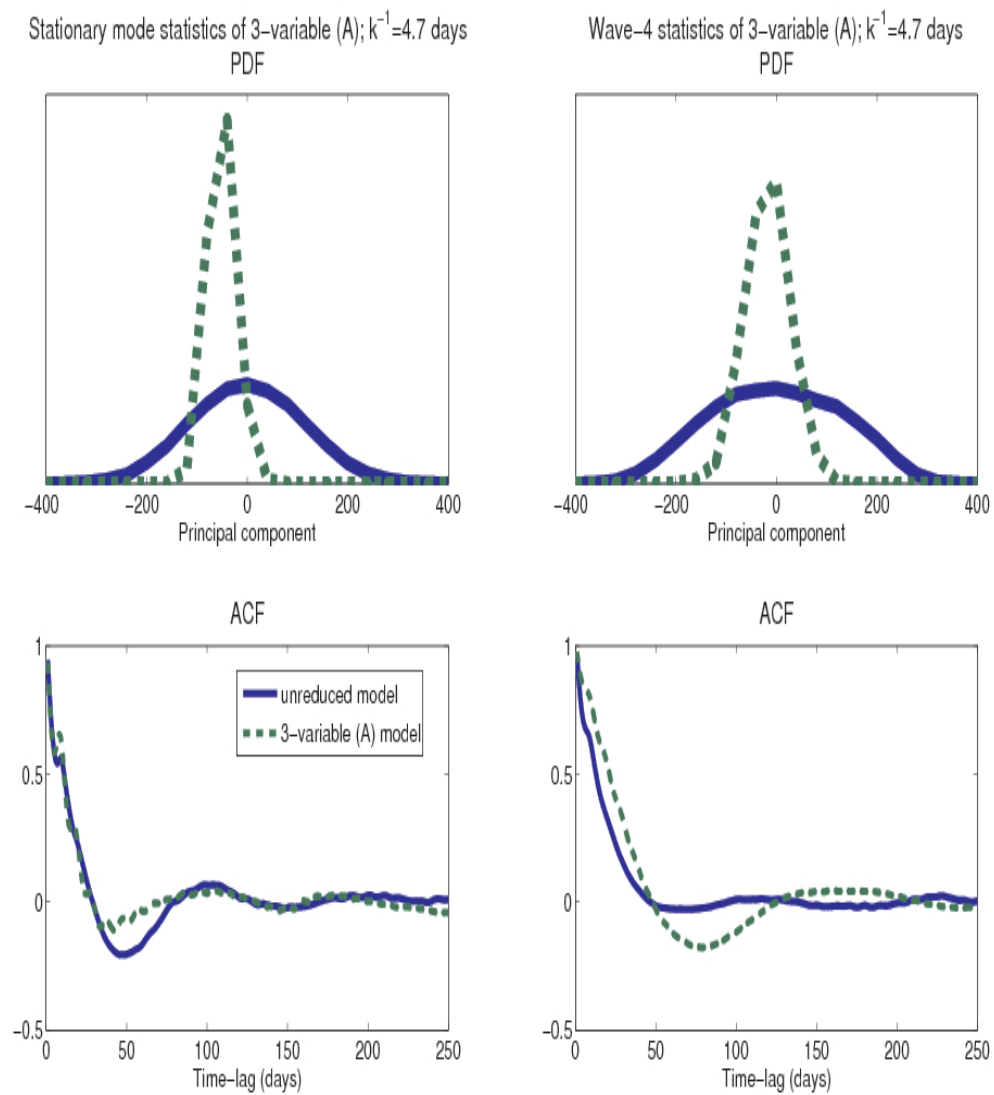 Stationary mode statistics of 3−variable (A); k⁻¹=4.7 days
PDF
−400 −200 0 200 400
Principal component
Wave−4 statistics of 3−variable (A); k⁻¹=4.7 days
PDF
−400 −200 0 200 400
Principal component
ACF
1
0.5
0
−0.5
unreduced model
3−variable (A) model
0 50 100 150 200 250
Time−lag (days)
ACF
1
0.5
0
−0.5
0 50 100 150 200 250
Time−lag (days)